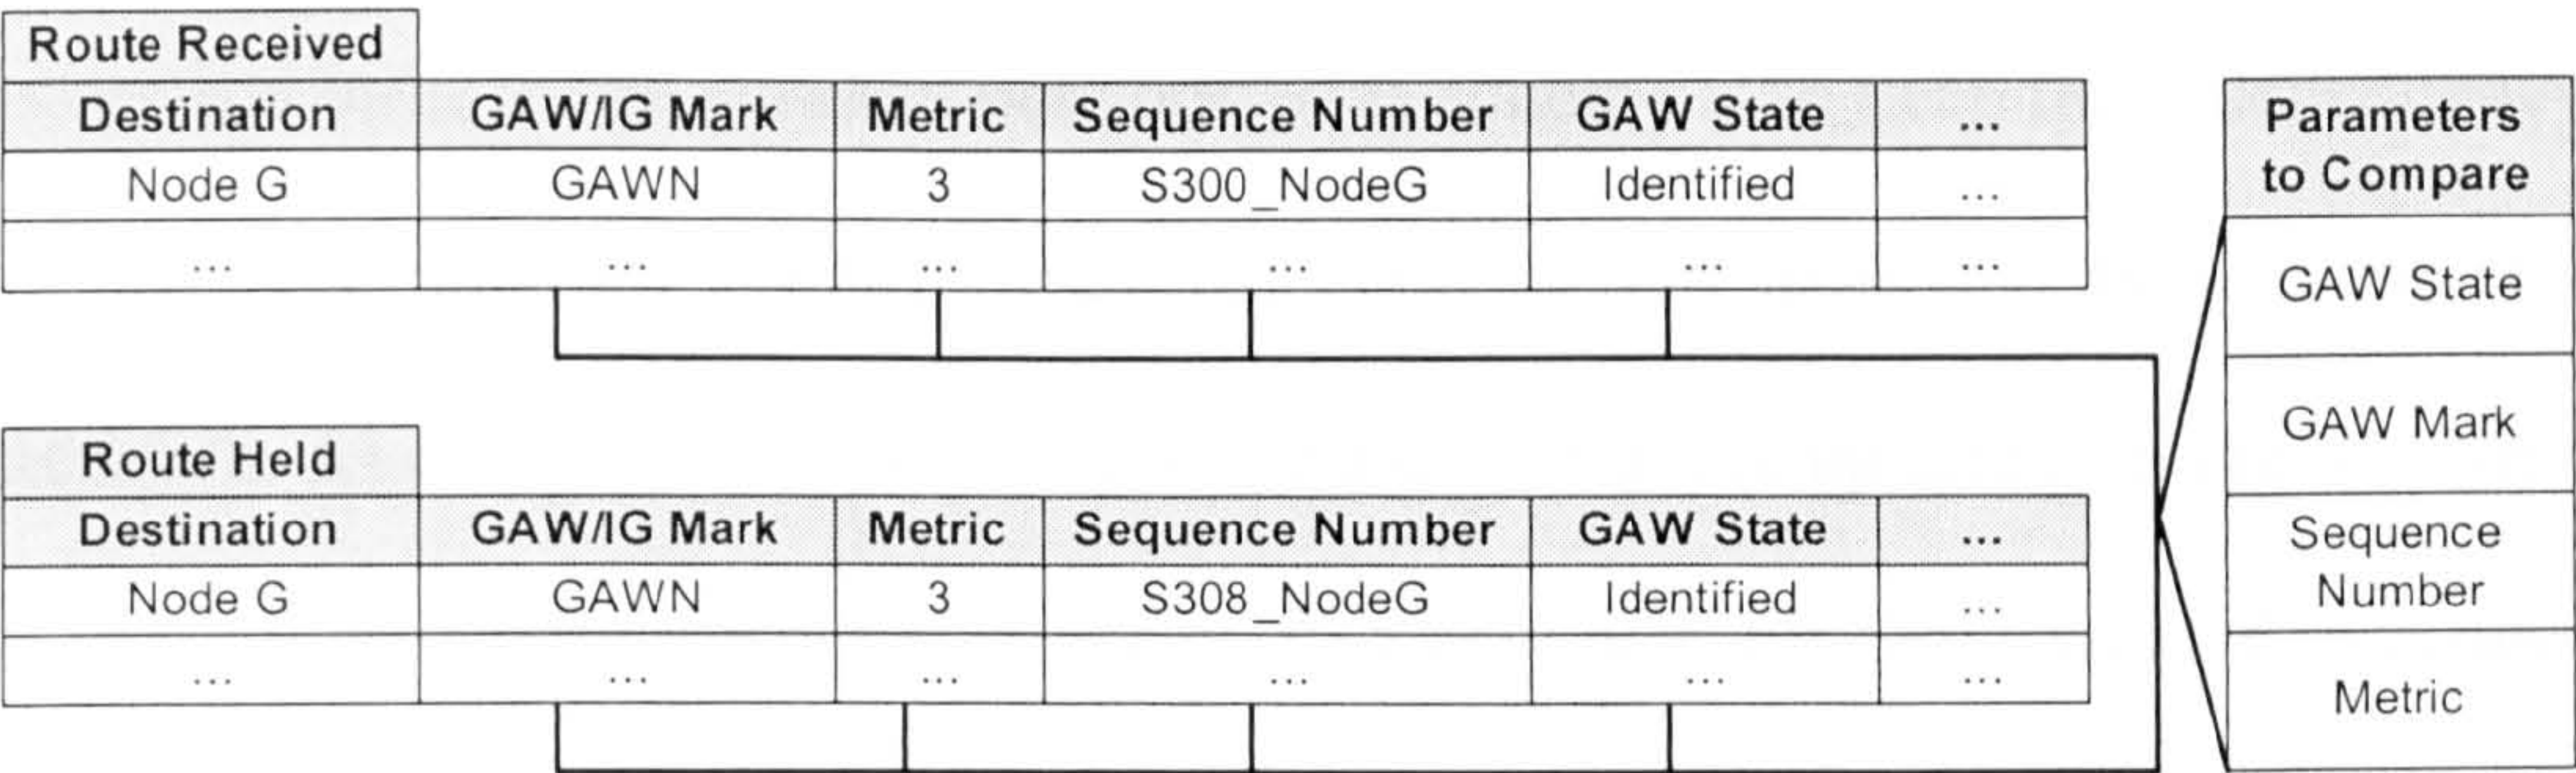 Route Received
Destination GAW/IG Mark Metric Sequence Number GAW State ...
Node G GAWN 3 S300_NodeG Identified ...
... ... ... ... ... ...
Route Held
Destination GAW/IG Mark Metric Sequence Number GAW State ...
Node G GAWN 3 S308_NodeG Identified ...
... ... ... ... ... ...
Parameters
to Compare
GAW State
GAW Mark
Sequence
Number
Metric